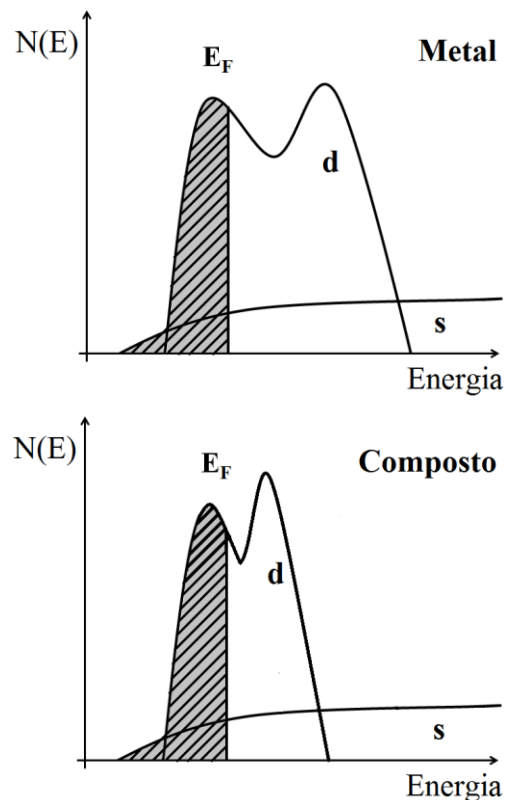 N(E)
E_F
Metal
d
s
Energia
N(E)
E_F
Composto
d
s
Energia